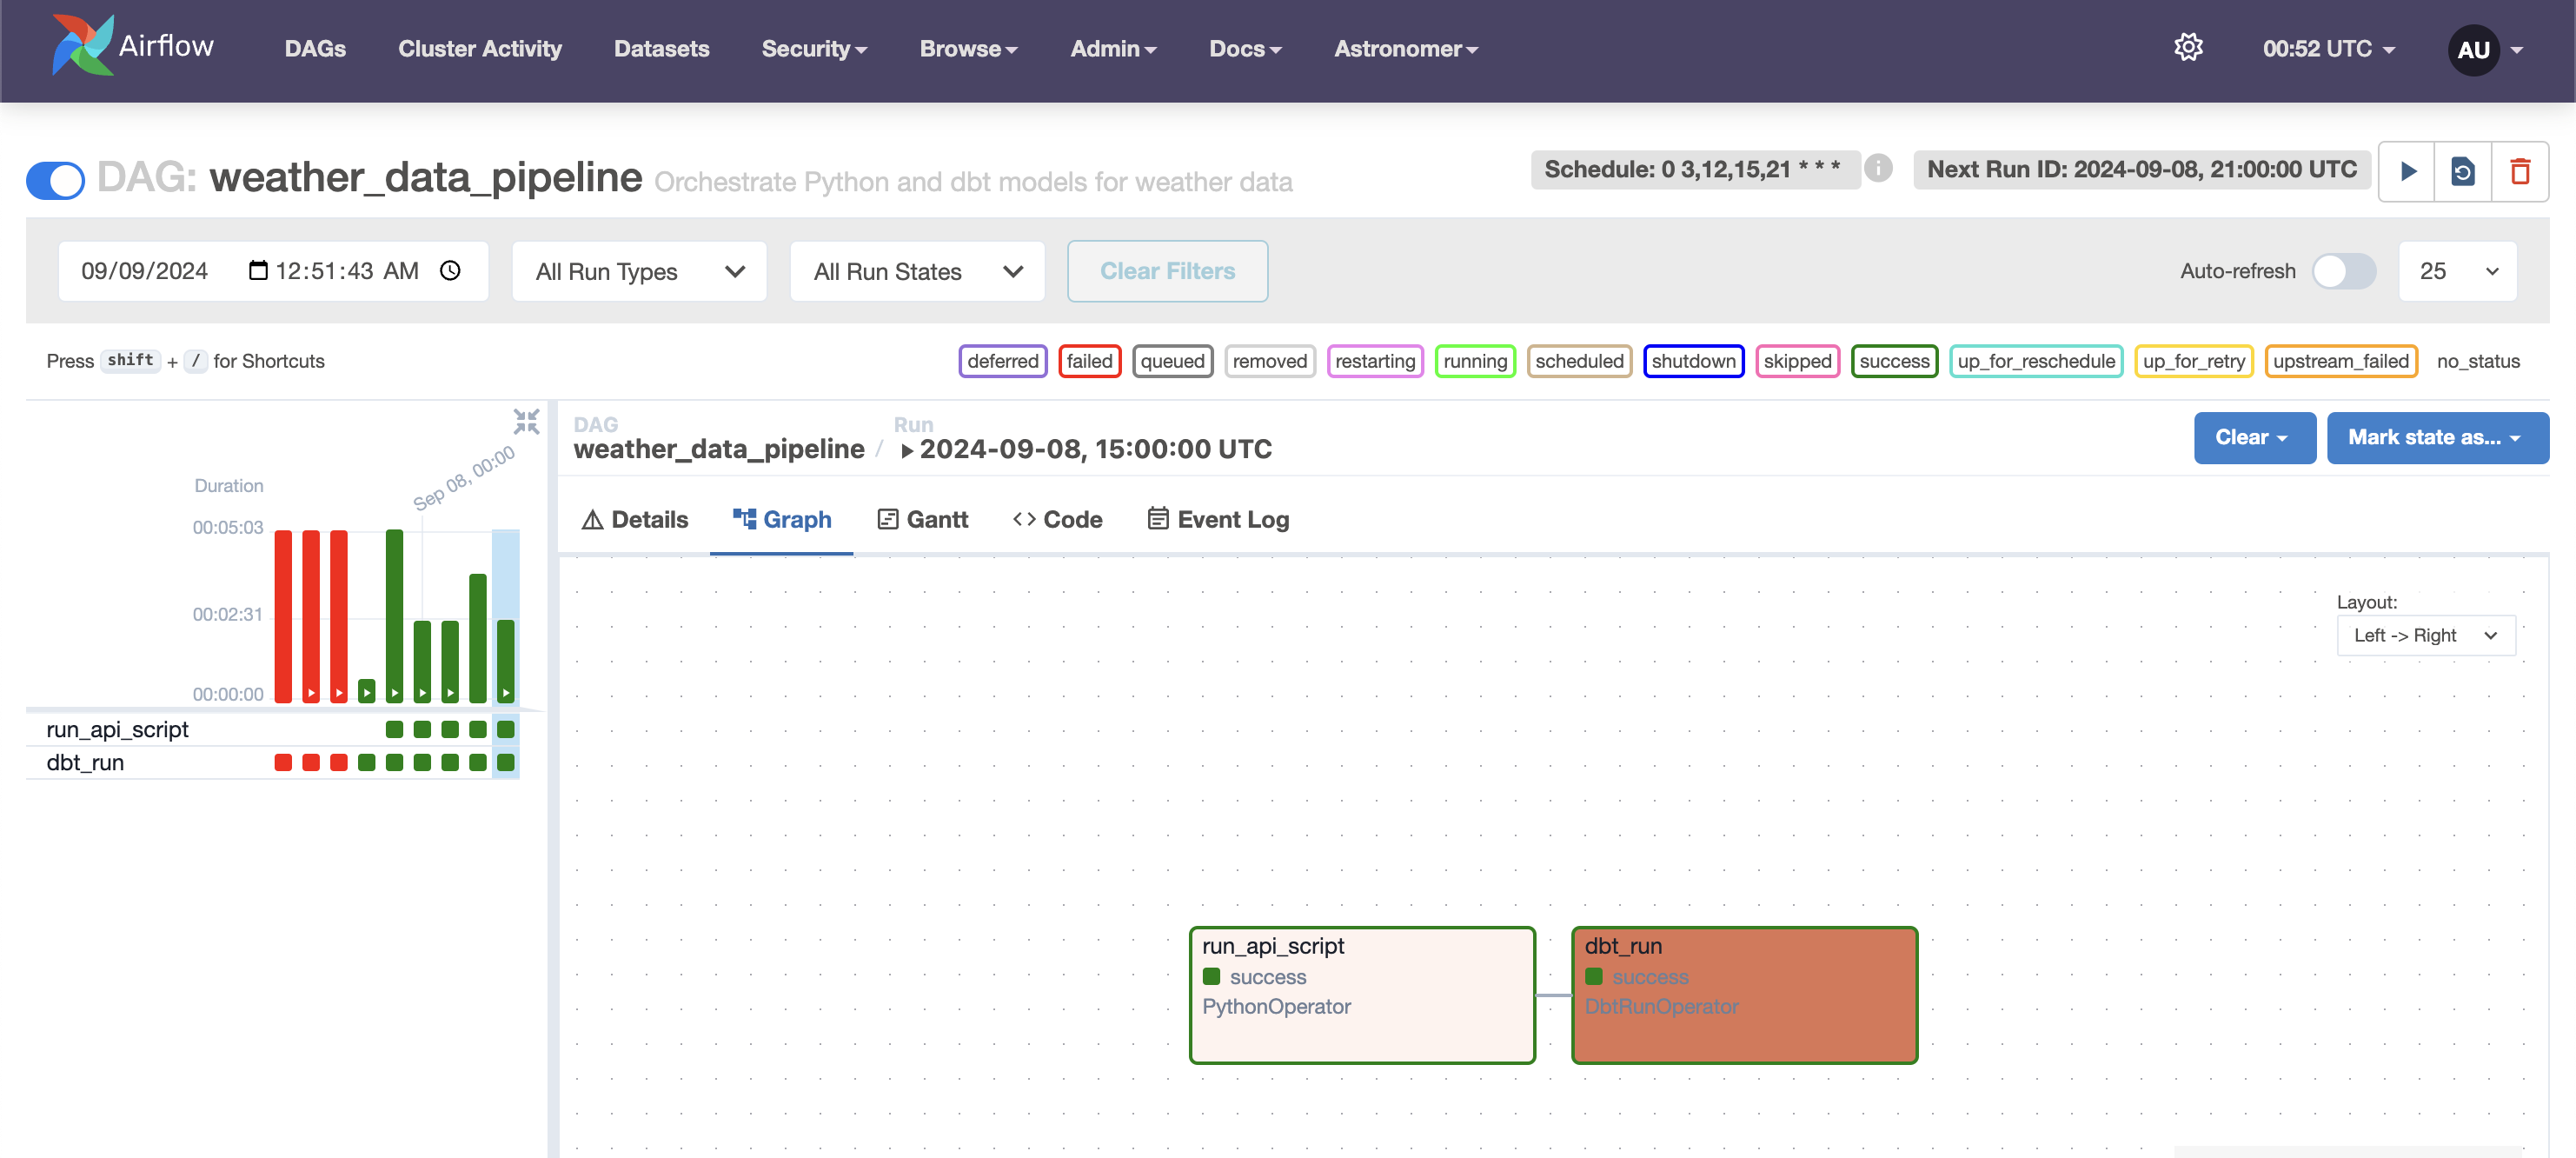 Airflow DAGs Cluster Activity Datasets Security Browse Admin Docs Astronomer 00:52 UTC AU
DAG: weather_data_pipeline Orchestrate Python and dbt models for weather data Schedule: 0 3,12,15,21 * * * i Next Run ID: 2024-09-08, 21:00:00 UTC
09/09/2024 12:51:43 AM All Run Types All Run States Clear Filters Auto-refresh 25
Press shift + / for Shortcuts deferred failed queued removed restarting running scheduled shutdown skipped success up_for_reschedule up_for_retry upstream_failed no_status
DAG Run
weather_data_pipeline / 2024-09-08, 15:00:00 UTC Clear Mark state as...
Details Graph Gantt <> Code Event Log
Sep 08, 00:00
Duration
00:05:03
00:02:31
00:00:00
run_api_script
dbt_run
Layout:
Left -> Right
run_api_script
success
PythonOperator
dbt_run
success
DbtRunOperator